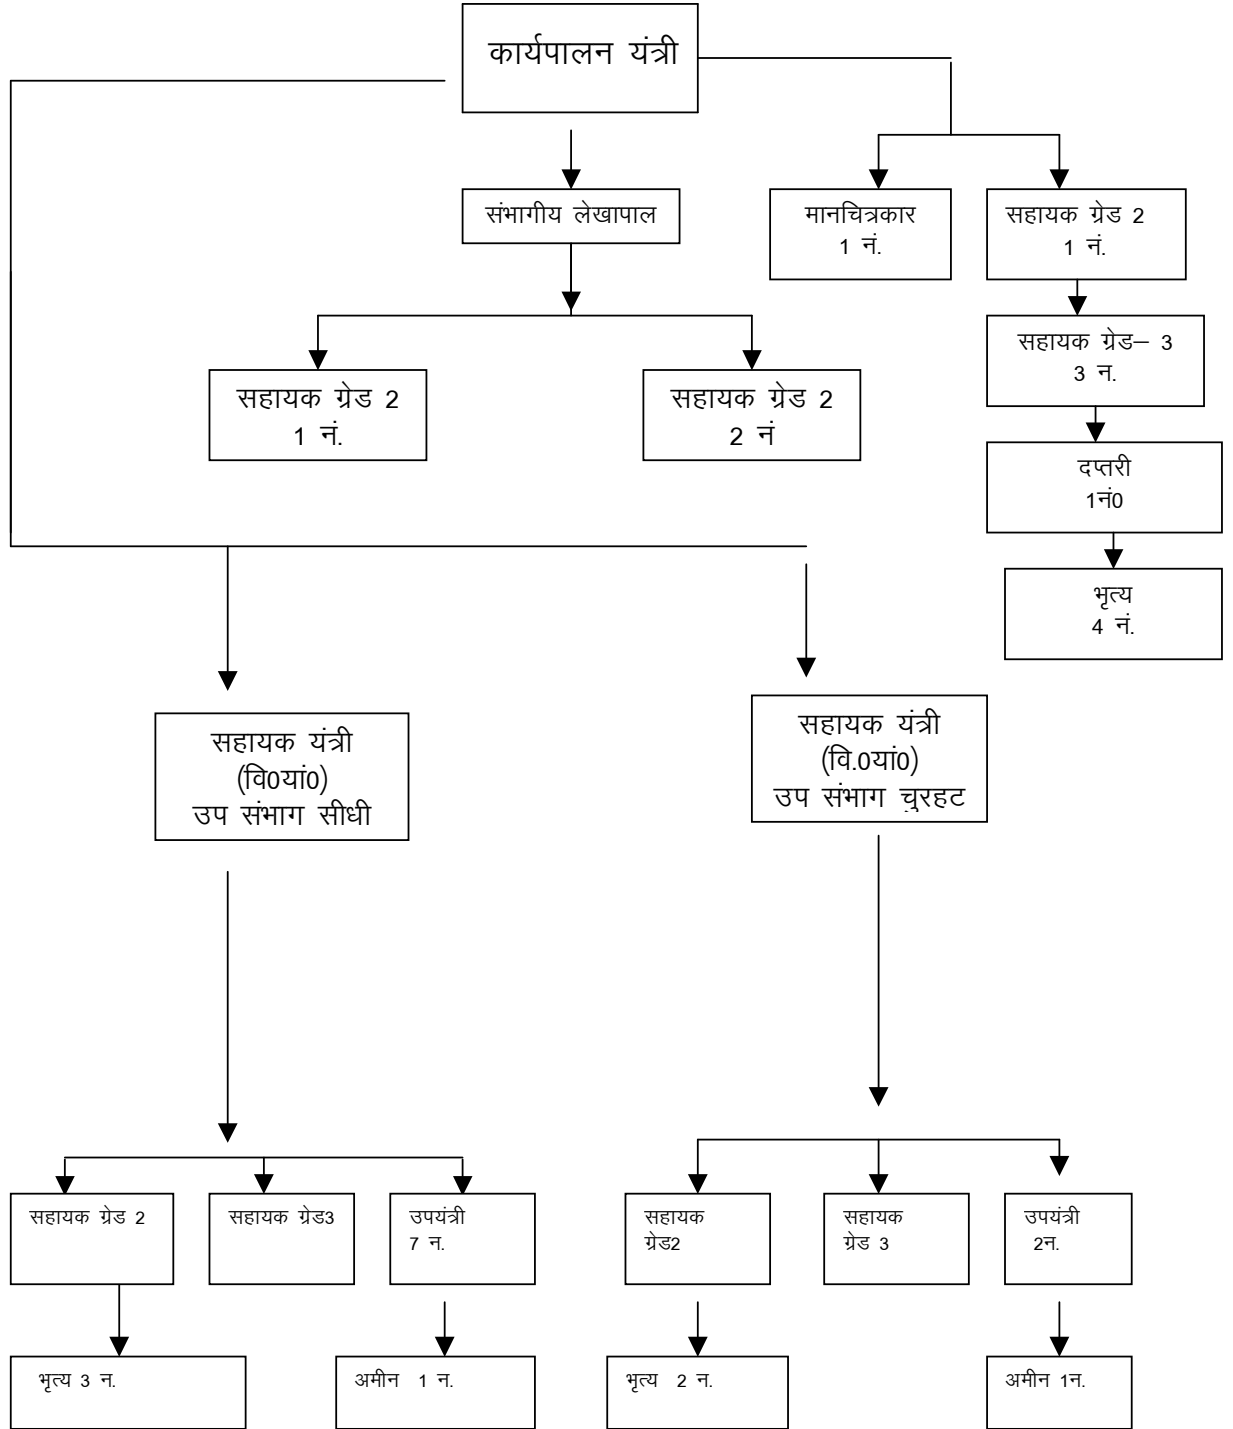 कार्यपालन यंत्री
संभागीय लेखापाल
मानचित्रकार
1 नं.
सहायक ग्रेड 2
1 नं.
सहायक ग्रेड– 3
3 न.
सहायक ग्रेड 2
1 नं.
सहायक ग्रेड 2
2 नं
दप्तरी
1नं0
भृत्य
4 नं.
सहायक यंत्री
(वि0यां0)
उप संभाग सीधी
सहायक यंत्री
(वि.0यां0)
उप संभाग चुरहट
सहायक ग्रेड 2
सहायक ग्रेड3
उपयंत्री
7 न.
सहायक
ग्रेड2
सहायक
ग्रेड 3
उपयंत्री
2न.
भृत्य 3 न.
अमीन 1 न.
भृत्य 2 न.
अमीन 1न.